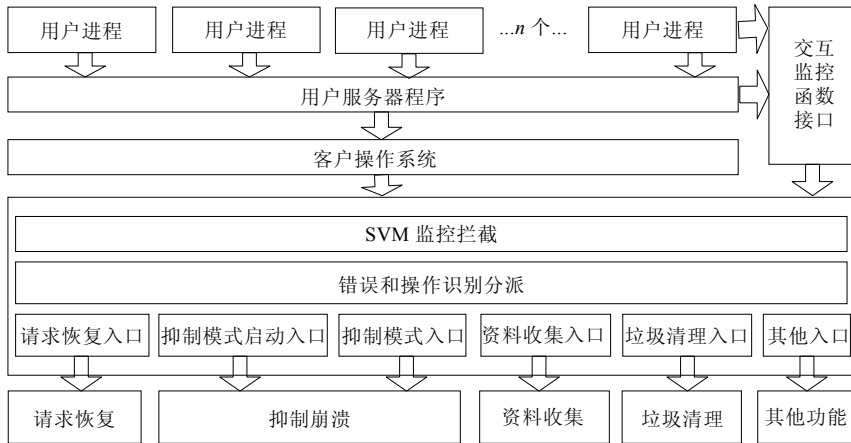 用户进程 用户进程 用户进程 ...n 个... 用户进程
交互
监控
函数
接口
用户服务器程序
客户操作系统
SVM 监控拦截
错误和操作识别分派
请求恢复入口 抑制模式启动入口 抑制模式入口 资料收集入口 垃圾清理入口 其他入口
请求恢复 抑制崩溃 资料收集 垃圾清理 其他功能